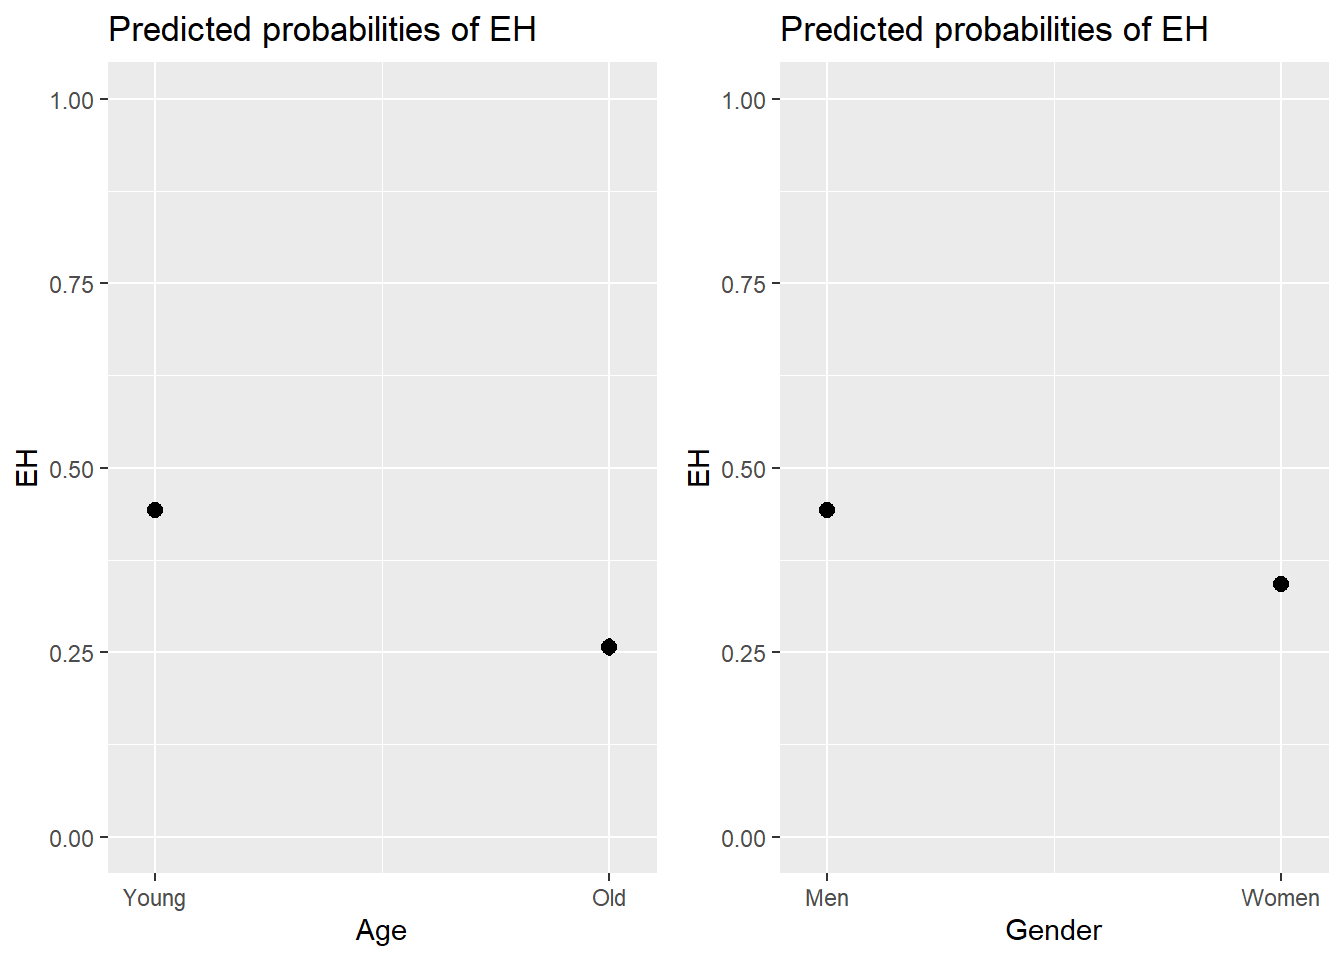 Predicted probabilities of EH
1.00
0.75
0.50
0.25
0.00
EH
Young
Old
Age
Predicted probabilities of EH
1.00
0.75
0.50
0.25
0.00
EH
Men
Women
Gender